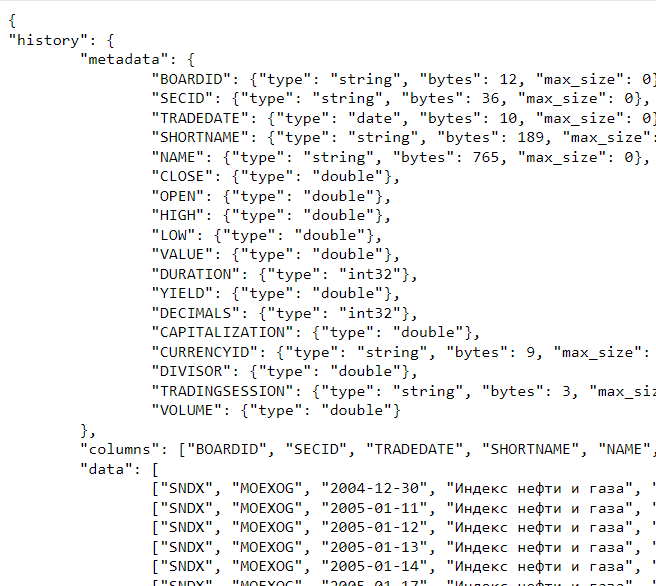 {
"history": {
"metadata": {
"BOARDID": {"type": "string", "bytes": 12, "max_size": 0}
"SECID": {"type": "string", "bytes": 36, "max_size": 0},
"TRADEDATE": {"type": "date", "bytes": 10, "max_size": 0}
"SHORTNAME": {"type": "string", "bytes": 189, "max_size":
"NAME": {"type": "string", "bytes": 765, "max_size": 0},
"CLOSE": {"type": "double"},
"OPEN": {"type": "double"},
"HIGH": {"type": "double"},
"LOW": {"type": "double"},
"VALUE": {"type": "double"},
"DURATION": {"type": "int32"},
"YIELD": {"type": "double"},
"DECIMALS": {"type": "int32"},
"CAPITALIZATION": {"type": "double"},
"CURRENCYID": {"type": "string", "bytes": 9, "max_size":
"DIVISOR": {"type": "double"},
"TRADINGSESSION": {"type": "string", "bytes": 3, "max_siz
"VOLUME": {"type": "double"}
},
"columns": ["BOARDID", "SECID", "TRADEDATE", "SHORTNAME", "NAME",
"data": [
["SNDX", "MOEXOG", "2004-12-30", "Индекс нефти и газа", "
["SNDX", "MOEXOG", "2005-01-11", "Индекс нефти и газа", "
["SNDX", "MOEXOG", "2005-01-12", "Индекс нефти и газа", "
["SNDX", "MOEXOG", "2005-01-13", "Индекс нефти и газа", "
["SNDX", "MOEXOG", "2005-01-14", "Индекс нефти и газа", "
["SNDX", "MOEXOG", "2005-01-17", "Индекс нефти и газа", "